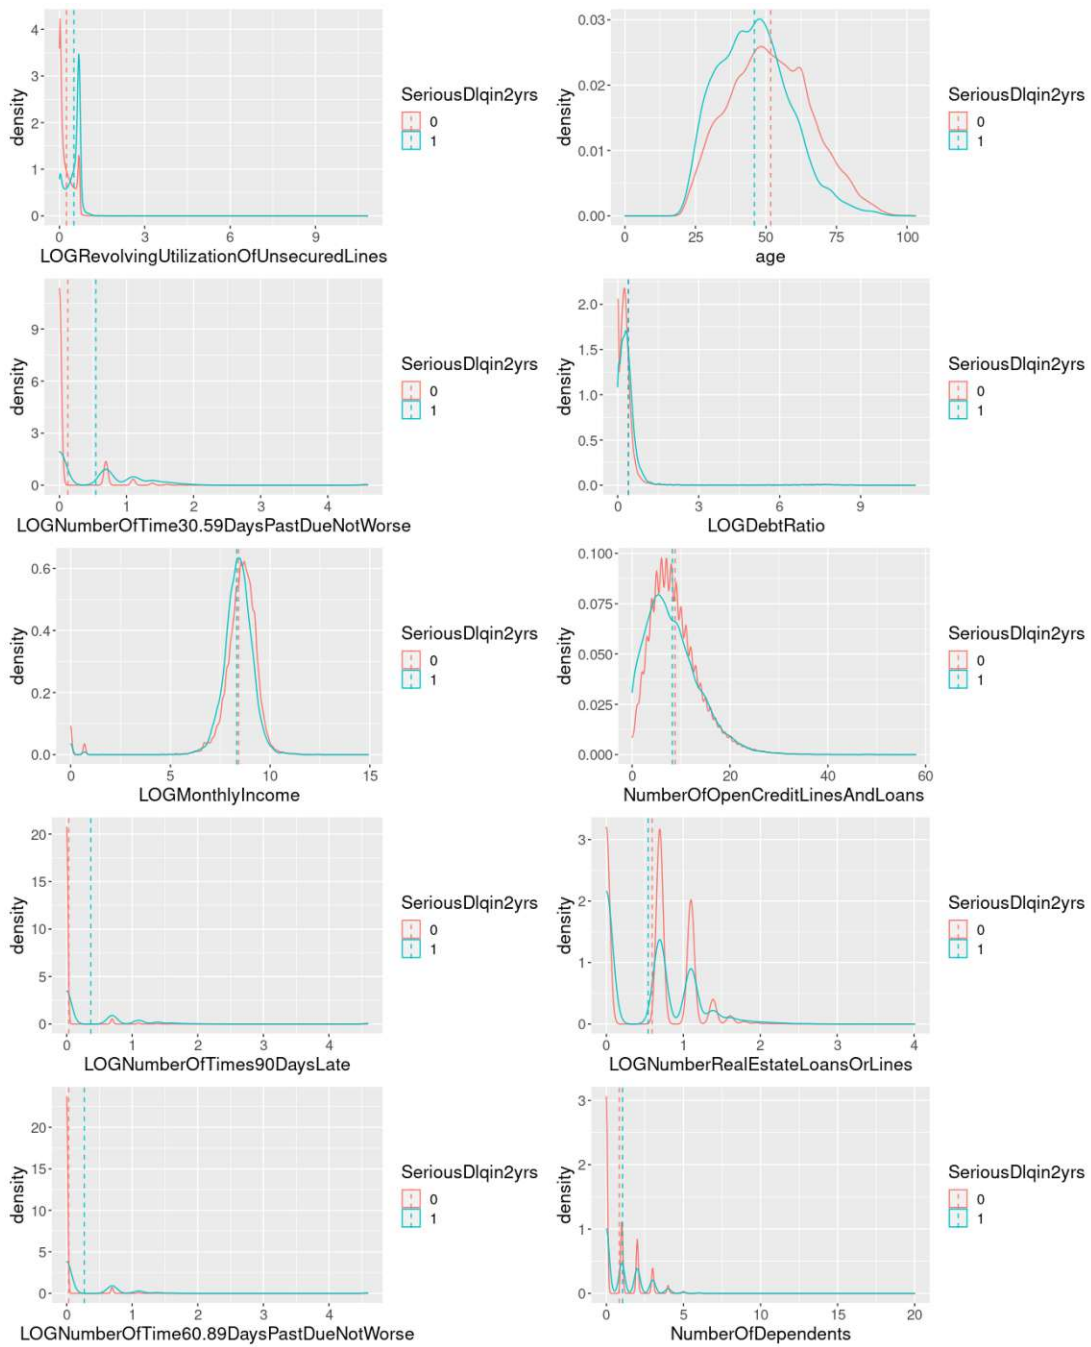 4
3
2
1
0
density
0 3 6 9
LOGRevolvingUtilizationOfUnsecuredLines
SeriousDlqin2yrs
0
1
0.03
0.02
0.01
0.00
density
0 25 50 75 100
age
SeriousDlqin2yrs
0
1
9
6
3
0
density
0 1 2 3 4
LOGNumberOfTime30.59DaysPastDueNotWorse
SeriousDlqin2yrs
0
1
2.0
1.5
1.0
0.5
0.0
density
0 3 6 9
LOGDebtRatio
SeriousDlqin2yrs
0
1
0.6
0.4
0.2
0.0
density
0 5 10 15
LOGMonthlyIncome
SeriousDlqin2yrs
0
1
0.100
0.075
0.050
0.025
0.000
density
0 20 40 60
NumberOfOpenCreditLinesAndLoans
SeriousDlqin2yrs
0
1
20
15
10
5
0
density
0 1 2 3 4
LOGNumberOfTimes90DaysLate
SeriousDlqin2yrs
0
1
3
2
1
0
density
0 1 2 3 4
LOGNumberRealEstateLoansOrLines
SeriousDlqin2yrs
0
1
20
15
10
5
0
density
0 1 2 3 4
LOGNumberOfTime60.89DaysPastDueNotWorse
SeriousDlqin2yrs
0
1
3
2
1
0
density
0 5 10 15 20
NumberOfDependents
SeriousDlqin2yrs
0
1